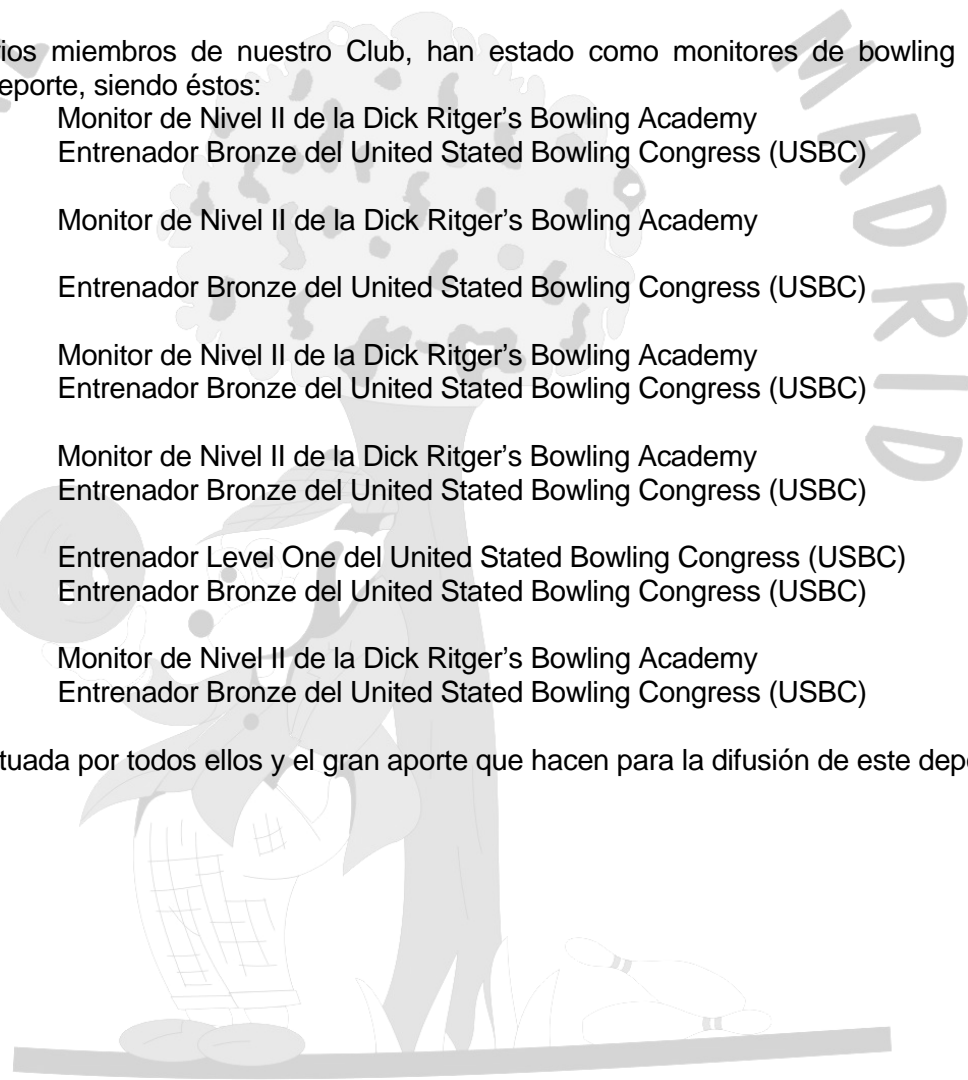 ios miembros de nuestro Club, han estado como monitores de bowling
eporte, siendo éstos:
Monitor de Nivel II de la Dick Ritger’s Bowling Academy
Entrenador Bronze del United Stated Bowling Congress (USBC)
Monitor de Nivel II de la Dick Ritger’s Bowling Academy
Entrenador Bronze del United Stated Bowling Congress (USBC)
Monitor de Nivel II de la Dick Ritger’s Bowling Academy
Entrenador Bronze del United Stated Bowling Congress (USBC)
Monitor de Nivel II de la Dick Ritger’s Bowling Academy
Entrenador Bronze del United Stated Bowling Congress (USBC)
Entrenador Level One del United Stated Bowling Congress (USBC)
Entrenador Bronze del United Stated Bowling Congress (USBC)
Monitor de Nivel II de la Dick Ritger’s Bowling Academy
Entrenador Bronze del United Stated Bowling Congress (USBC)
tuada por todos ellos y el gran aporte que hacen para la difusión de este dep
MADRID